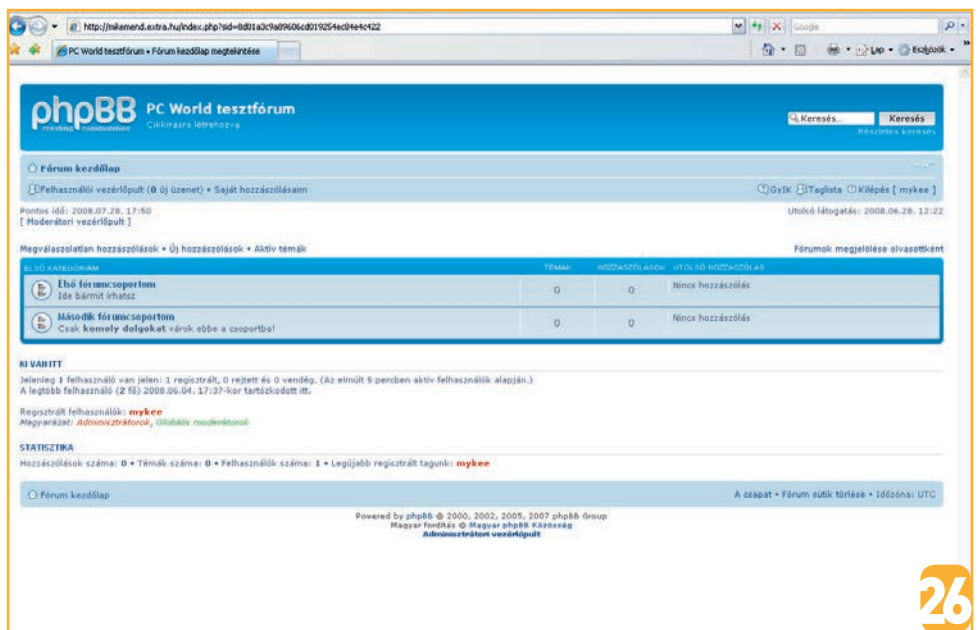 http://mikemend.extra.hu/index.php?sid=0d01a3c9a89606cd019254ec04e4c422
Google
PC World tesztfórum • Fórum kezdőlap megtekintése
Lap
Eszközök
phpBB
creating communities
PC World tesztfórum
Cikkírásra létrehozva
Keresés…
Keresés
Részletes keresés
Fórum kezdőlap
Felhasználói vezérlőpult (0 új üzenet) • Saját hozzászólásaim
GyIK Taglista Kilépés [ mykee ]
Pontos idő: 2008.07.28. 17:50
Utolsó látogatás: 2008.06.28. 12:22
[ Moderátori vezérlőpult ]
Megválaszolatlan hozzászólások • Új hozzászólások • Aktív témák
Fórumok megjelölése olvasottként
ELSŐ KATEGÓRIÁM TÉMÁK HOZZÁSZÓLÁSOK UTOLSÓ HOZZÁSZÓLÁS
Első fórumcsoportom
Ide bármit írhatsz
0 0 Nincs hozzászólás
Második fórumcsoportom
Csak komoly dolgokat várok ebbe a csoportba!
0 0 Nincs hozzászólás
KI VAN ITT
Jelenleg 1 felhasználó van jelen: 1 regisztrált, 0 rejtett és 0 vendég. (Az elmúlt 5 percben aktív felhasználók alapján.)
A legtöbb felhasználó (2 fő) 2008.06.04. 17:37-kor tartózkodott itt.
Regisztrált felhasználók: mykee
Magyarázat: Adminisztrátorok, Globális moderátorok
STATISZTIKA
Hozzászólások száma: 0 • Témák száma: 0 • Felhasználók száma: 1 • Legújabb regisztrált tagunk: mykee
Fórum kezdőlap
A csapat • Fórum sütik törlése • Időzóna: UTC
Powered by phpBB © 2000, 2002, 2005, 2007 phpBB Group
Magyar fordítás © Magyar phpBB Közösség
Adminisztrátori vezérlőpult
26